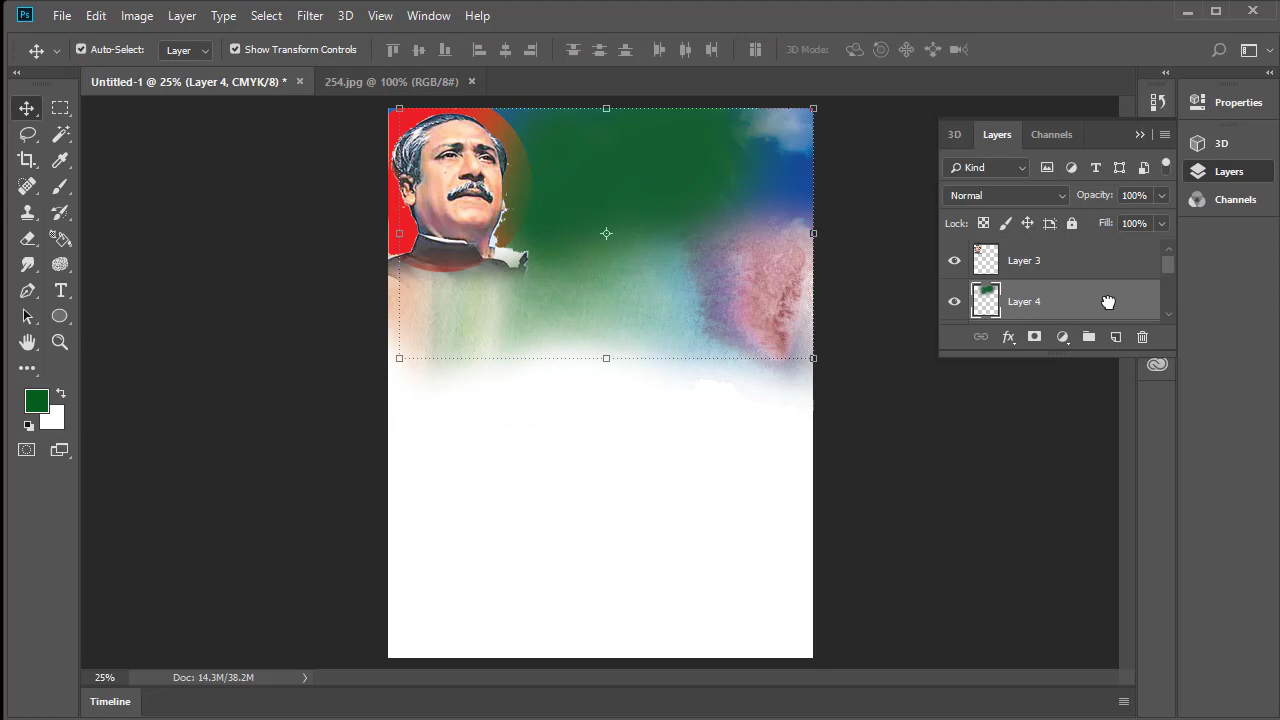 Ps File Edit Image Layer Type Select Filter 3D View Window Help
Auto-Select: Layer Show Transform Controls 3D Mode:
Untitled-1 @ 25% (Layer 4, CMYK/8) * 254.jpg @ 100% (RGB/8#)
3D Layers Channels
Kind
Normal Opacity: 100%
Lock: Fill: 100%
Layer 3
Layer 4
fx
Properties
3D
Layers
Channels
25% Doc: 14.3M/38.2M
Timeline